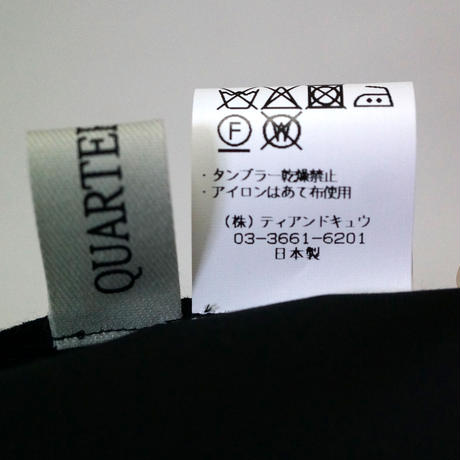 QUARTE
F
W
・タンブラー乾燥禁止
・アイロンはあて布使用
(株)ティアンドキュウ
03-3661-6201
日本製